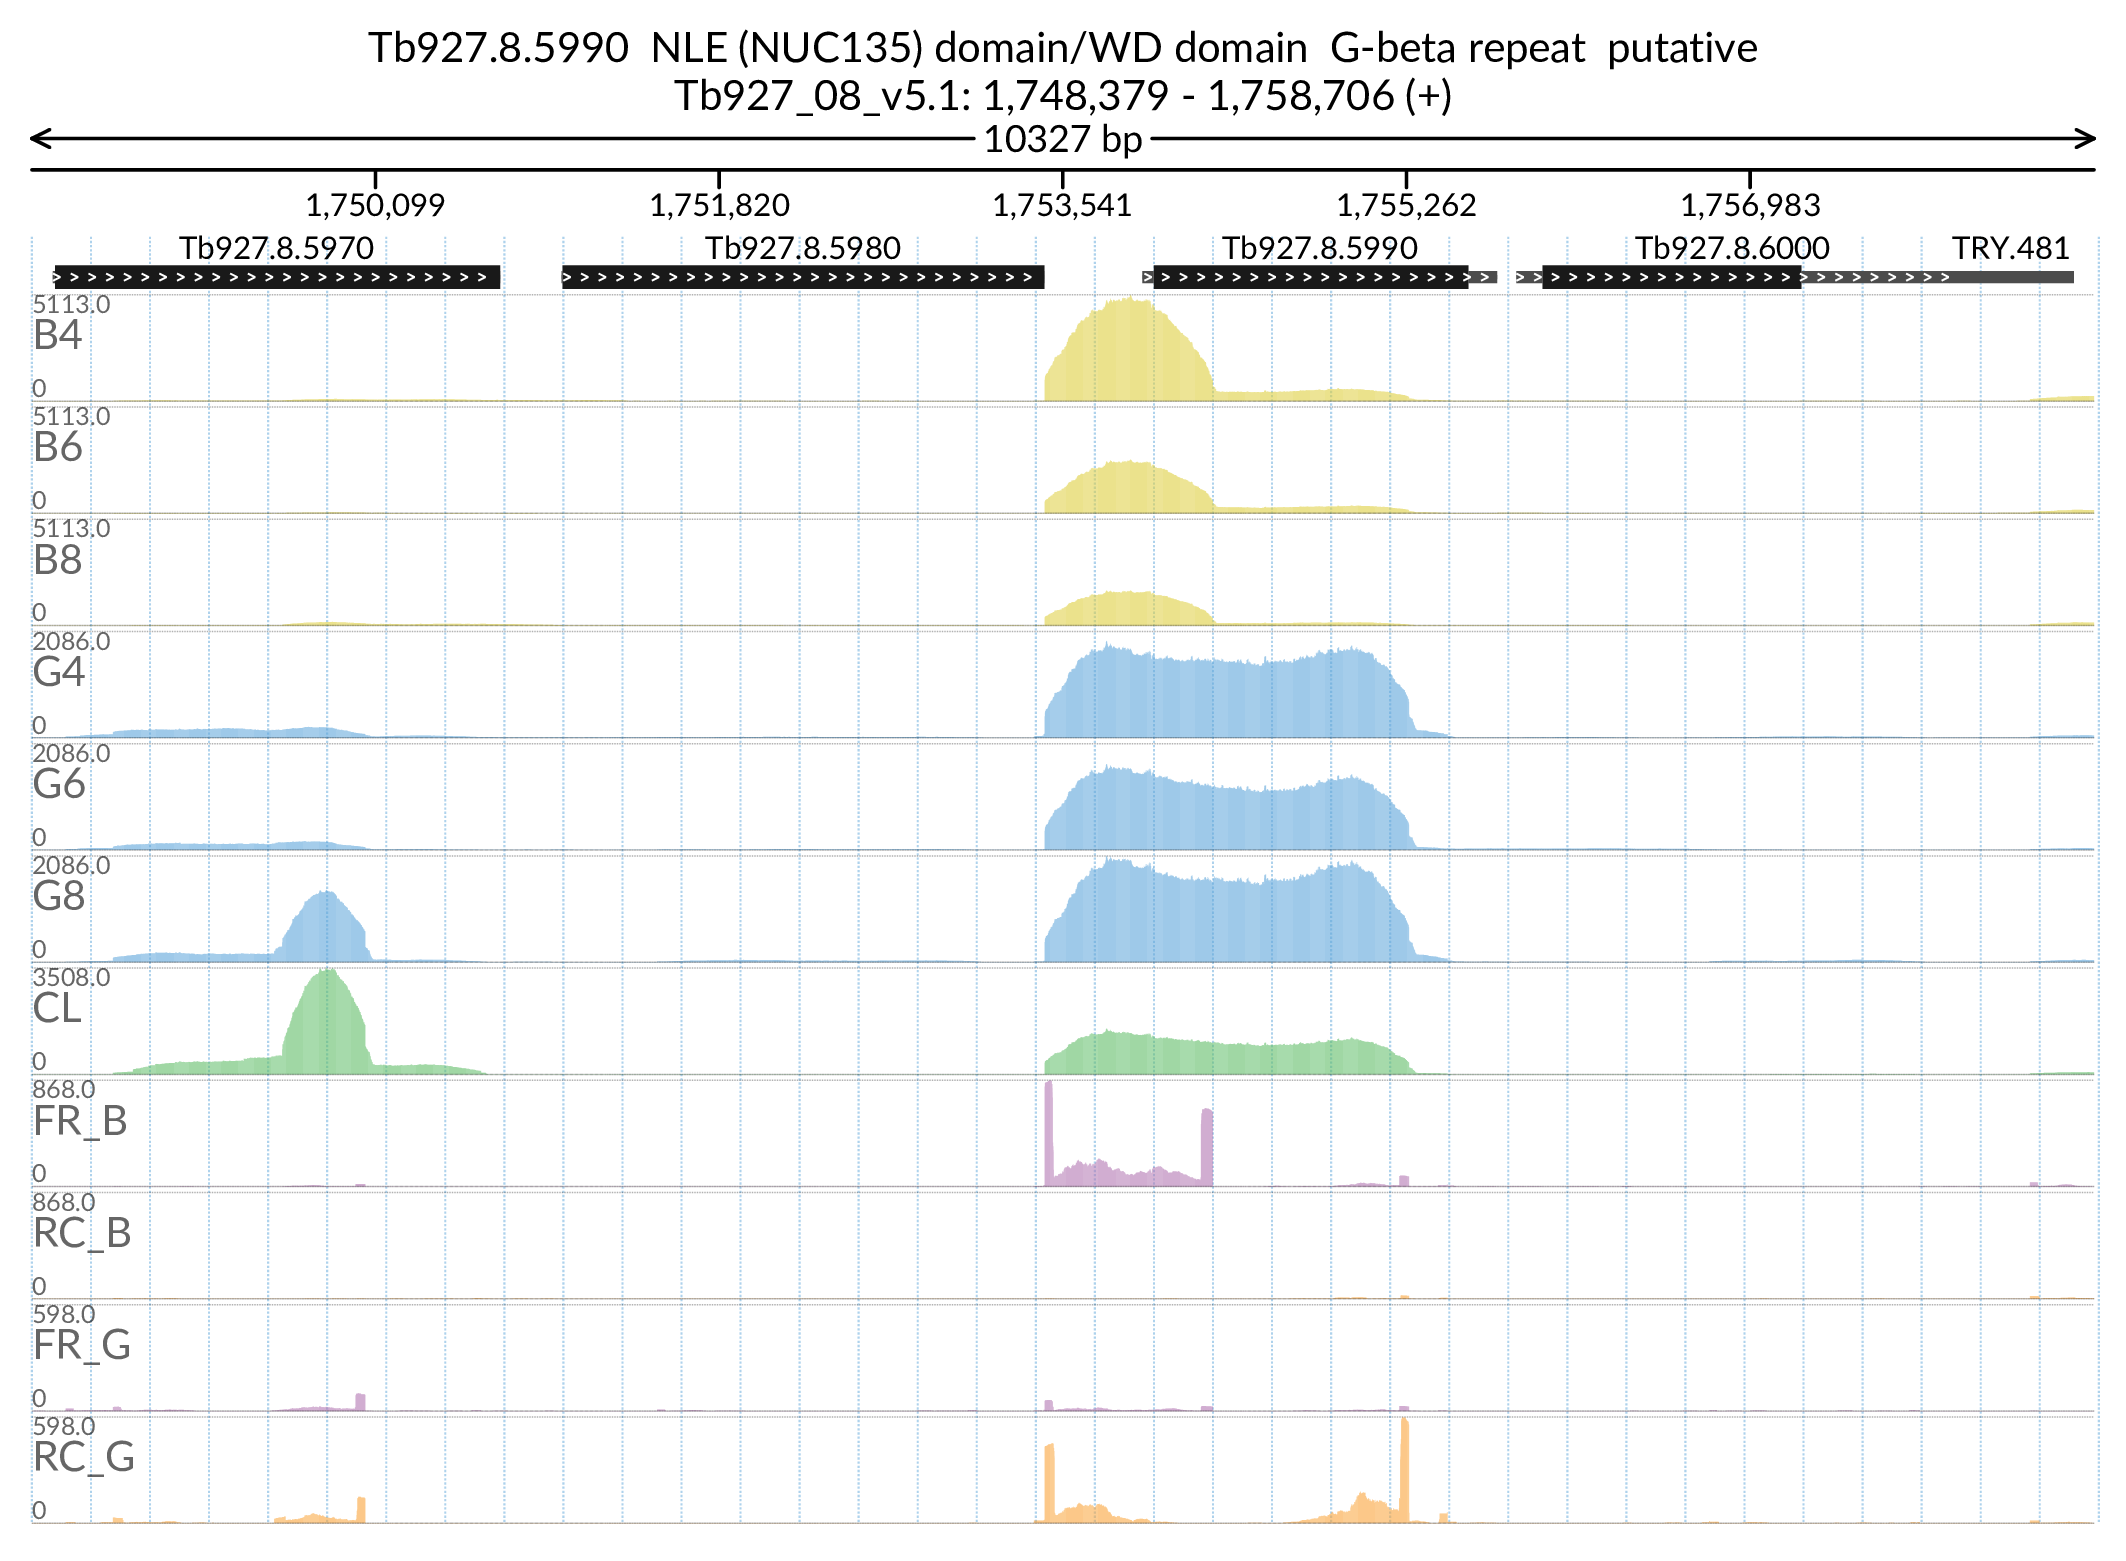 Tb927.8.5990  NLE (NUC135) domain/WD domain  G-beta repeat  putative
Tb927_08_v5.1: 1,748,379 - 1,758,706 (+)
10327 bp
1,750,099 1,751,820 1,753,541 1,755,262 1,756,983
Tb927.8.5970 Tb927.8.5980 Tb927.8.5990 Tb927.8.6000 TRY.481
5113.0
B4
0
5113.0
B6
0
5113.0
B8
0
2086.0
G4
0
2086.0
G6
0
2086.0
G8
0
3508.0
CL
0
868.0
FR_B
0
868.0
RC_B
0
598.0
FR_G
0
598.0
RC_G
0